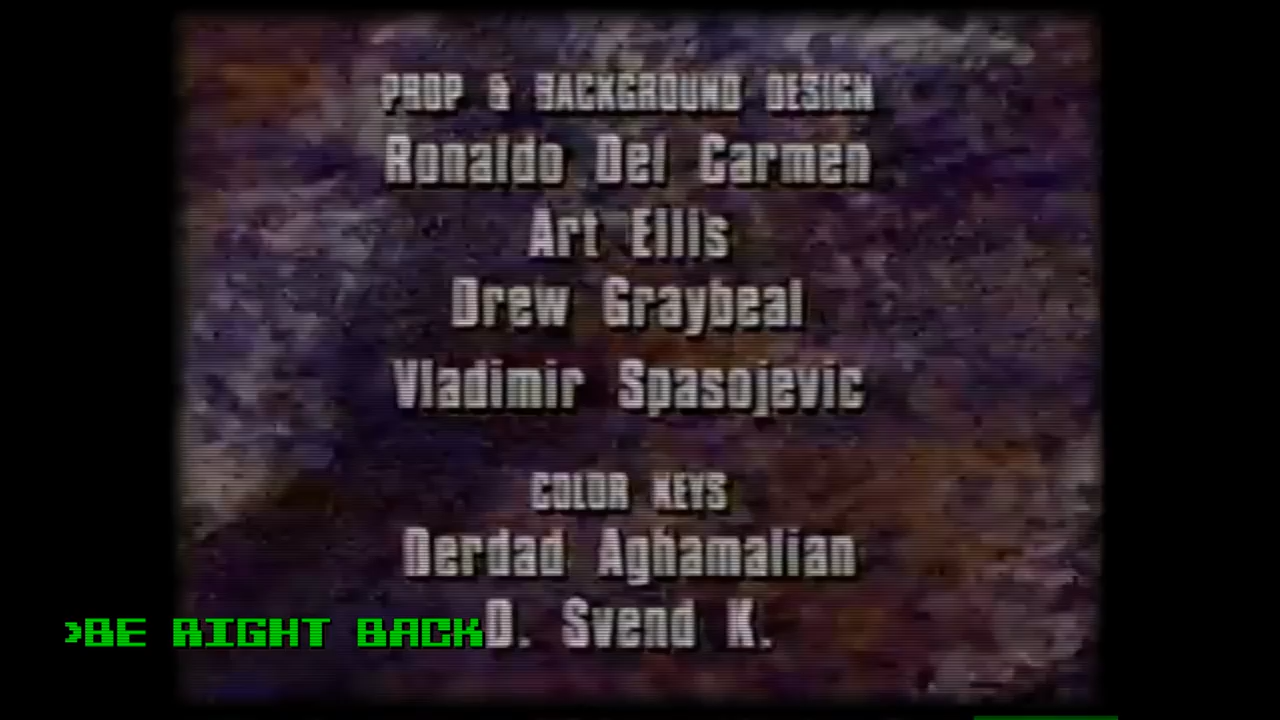 PROP & BACKGROUND DESIGN
Ronaldo Del Carmen
Art Ellis
Drew Graybeal
Vladimir Spasojevic
COLOR KEYS
Derdad Aghamalian
D. Svend K.
>BE RIGHT BACK